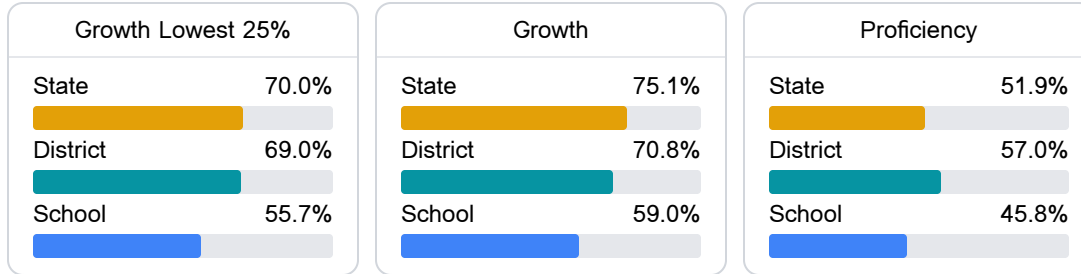 Growth Lowest 25%
State 70.0%
District 69.0%
School 55.7%
Growth
State 75.1%
District 70.8%
School 59.0%
Proficiency
State 51.9%
District 57.0%
School 45.8%